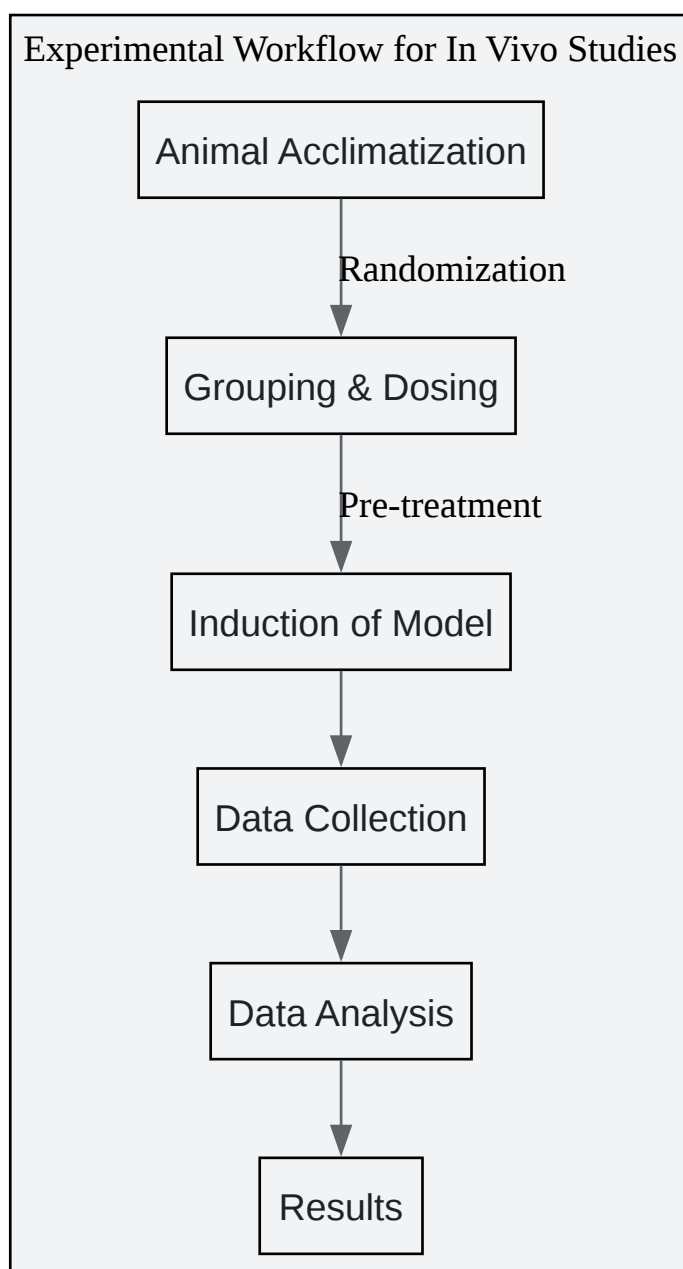 Experimental Workflow for In Vivo Studies
Animal Acclimatization
Randomization
Grouping & Dosing
Pre-treatment
Induction of Model
Data Collection
Data Analysis
Results